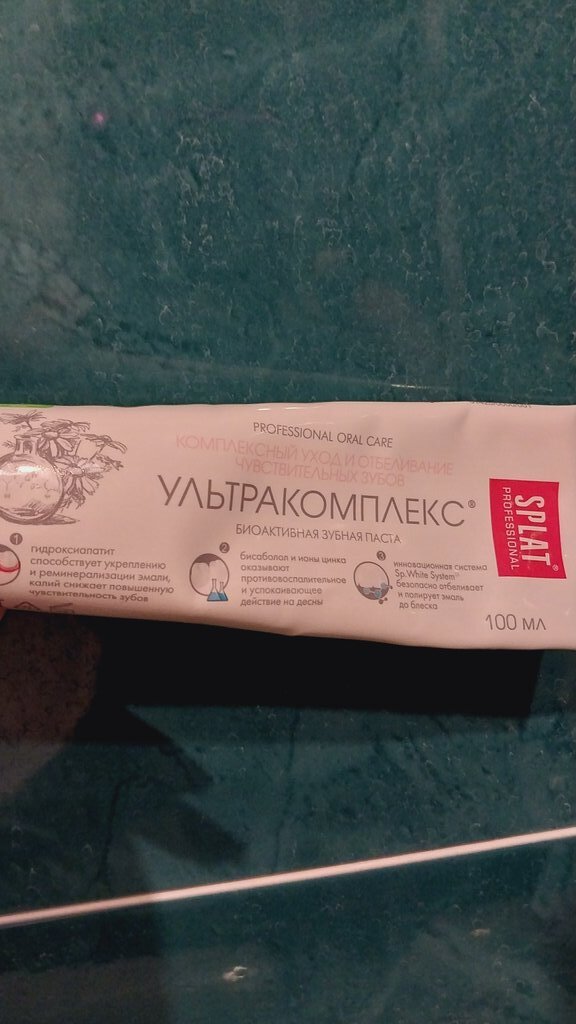 PROFESSIONAL ORAL CARE
КОМПЛЕКСНЫЙ УХОД И ОТБЕЛИВАНИЕ
ЧУВСТВИТЕЛЬНЫХ ЗУБОВ
УЛЬТРАКОМПЛЕКС®
БИОАКТИВНАЯ ЗУБНАЯ ПАСТА
SPLAT®
PROFESSIONAL
1
гидроксиапатит
способствует укреплению
и реминерализации эмали,
калий снижает повышенную
чувствительность зубов
2
бисаболол и ионы цинка
оказывают
противовоспалительное
и успокаивающее
действие на десны
3
инновационная система
Sp.White System®
безопасно отбеливает
и полирует эмаль
до блеска
100 МЛ